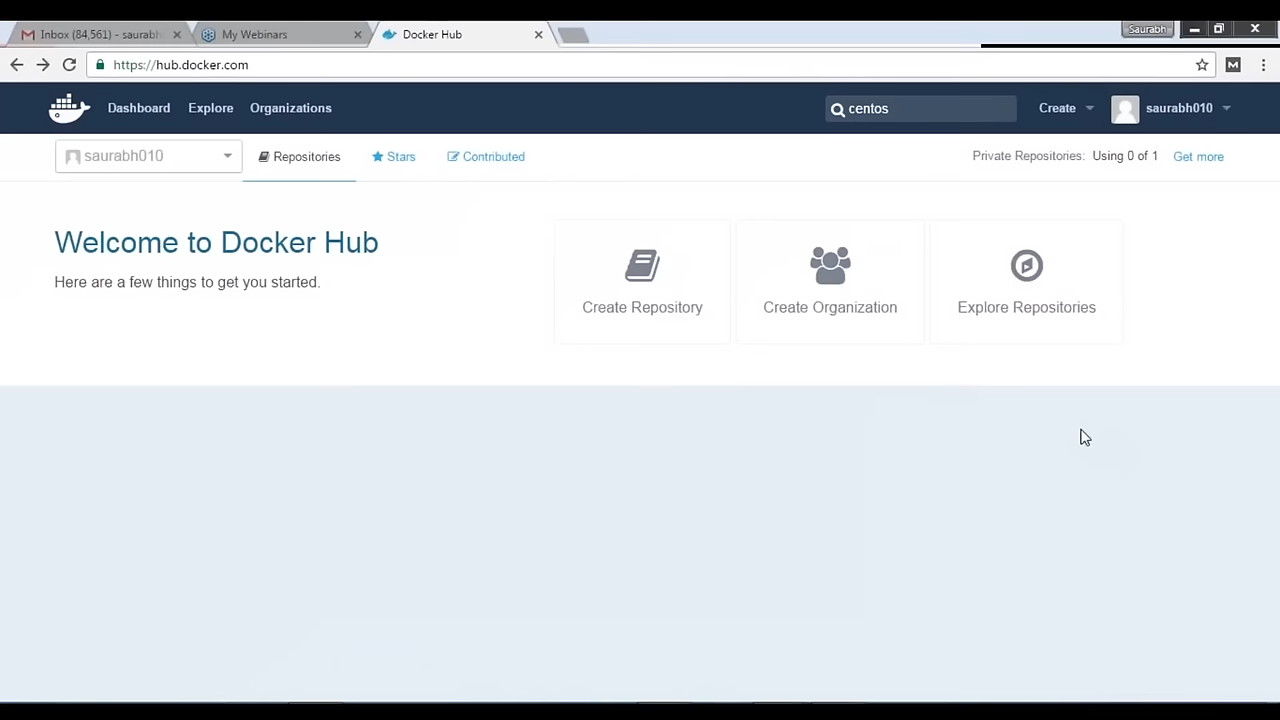 Inbox (84,561) - saurabh
My Webinars
Docker Hub
Saurabh
https://hub.docker.com
M
Dashboard
Explore
Organizations
centos
Create
saurabh010
saurabh010
Repositories
Stars
Contributed
Private Repositories: Using 0 of 1 Get more
Welcome to Docker Hub
Here are a few things to get you started.
Create Repository
Create Organization
Explore Repositories